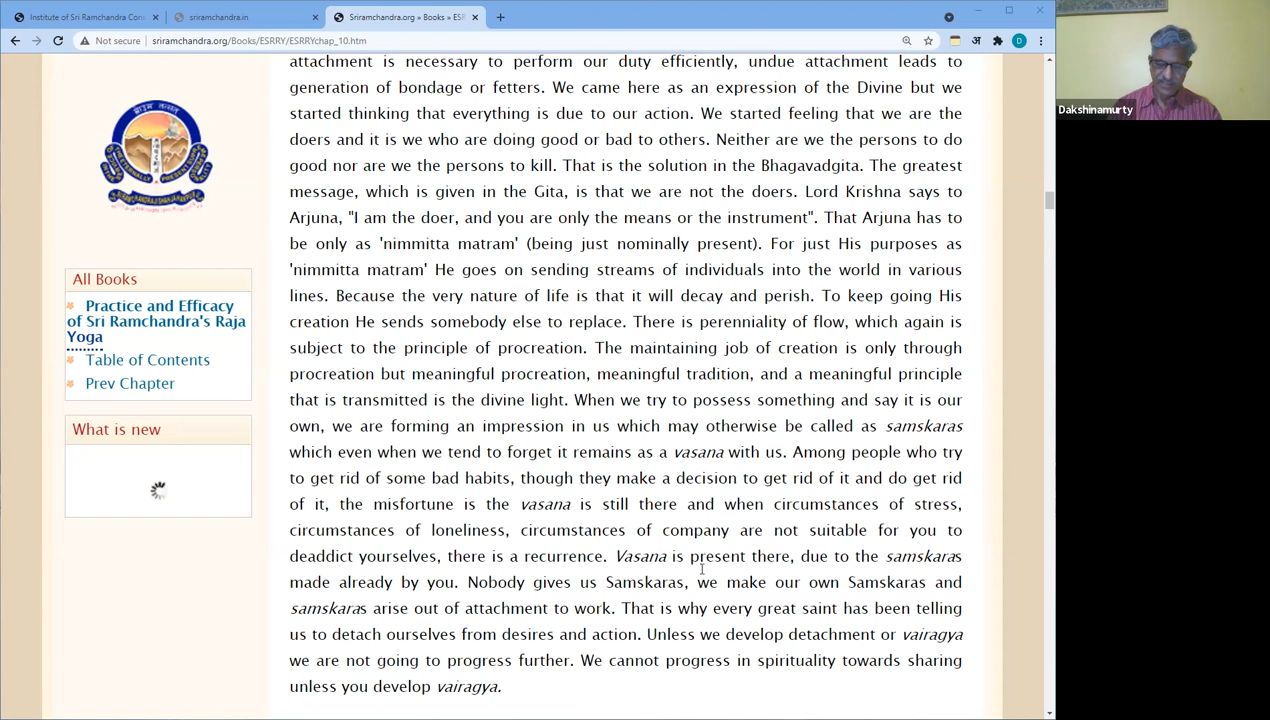 Institute of Sri Ramchandra Con
sriramchandra.in
Sriramchandra.org » Books » ESR
Not secure
sriramchandra.org/Books/ESRRY/ESRRYchap_10.htm
अ
D
Dakshinamurty
All Books
Practice and Efficacy
of Sri Ramchandra's Raja
Yoga
Table of Contents
Prev Chapter
What is new
attachment is necessary to perform our duty efficiently, undue attachment leads to
generation of bondage or fetters. We came here as an expression of the Divine but we
started thinking that everything is due to our action. We started feeling that we are the
doers and it is we who are doing good or bad to others. Neither are we the persons to do
good nor are we the persons to kill. That is the solution in the Bhagavadgita. The greatest
message, which is given in the Gita, is that we are not the doers. Lord Krishna says to
Arjuna, "I am the doer, and you are only the means or the instrument". That Arjuna has to
be only as 'nimmitta matram' (being just nominally present). For just His purposes as
'nimmitta matram' He goes on sending streams of individuals into the world in various
lines. Because the very nature of life is that it will decay and perish. To keep going His
creation He sends somebody else to replace. There is perenniality of flow, which again is
subject to the principle of procreation. The maintaining job of creation is only through
procreation but meaningful procreation, meaningful tradition, and a meaningful principle
that is transmitted is the divine light. When we try to possess something and say it is our
own, we are forming an impression in us which may otherwise be called as samskaras
which even when we tend to forget it remains as a vasana with us. Among people who try
to get rid of some bad habits, though they make a decision to get rid of it and do get rid
of it, the misfortune is the vasana is still there and when circumstances of stress,
circumstances of loneliness, circumstances of company are not suitable for you to
deaddict yourselves, there is a recurrence. Vasana is present there, due to the samskaras
made already by you. Nobody gives us Samskaras, we make our own Samskaras and
samskaras arise out of attachment to work. That is why every great saint has been telling
us to detach ourselves from desires and action. Unless we develop detachment or vairagya
we are not going to progress further. We cannot progress in spirituality towards sharing
unless you develop vairagya.